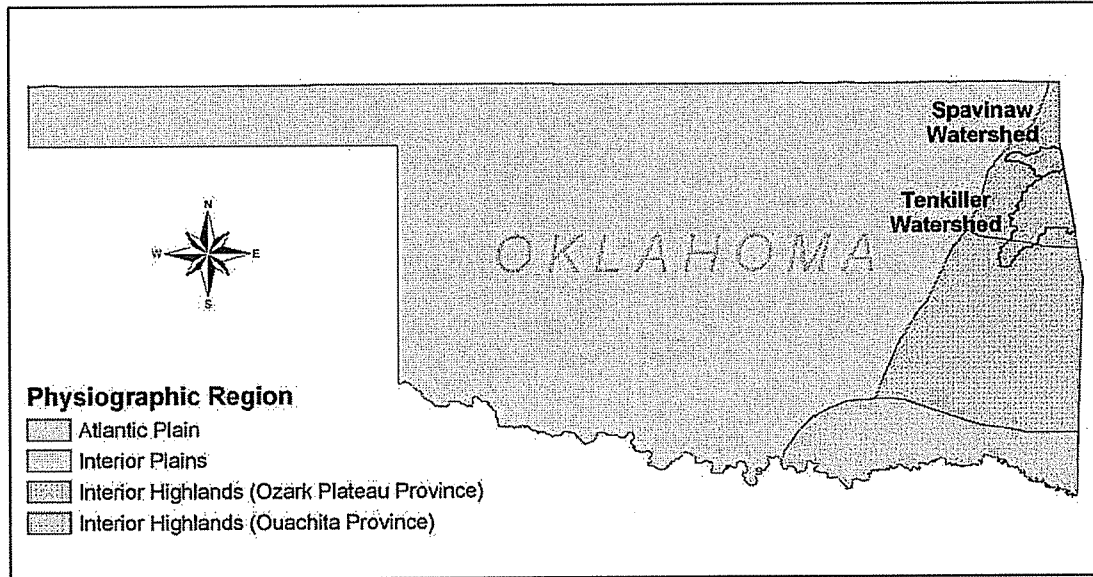 Spavinaw
Watershed
Tenkiller
Watershed
OKLAHOMA
N
W
E
S
Physiographic Region
Atlantic Plain
Interior Plains
Interior Highlands (Ozark Plateau Province)
Interior Highlands (Ouachita Province)